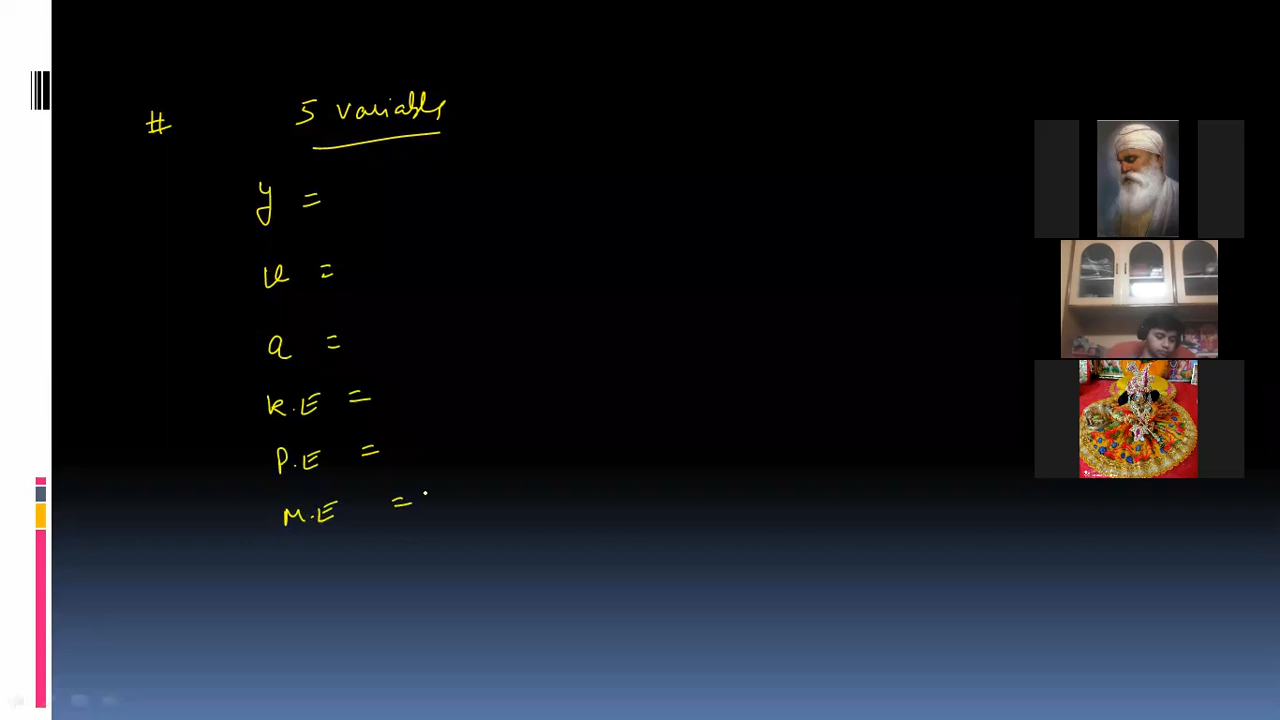 # 5 variable
y =
v =
a =
K.E =
P.E =
M.E =